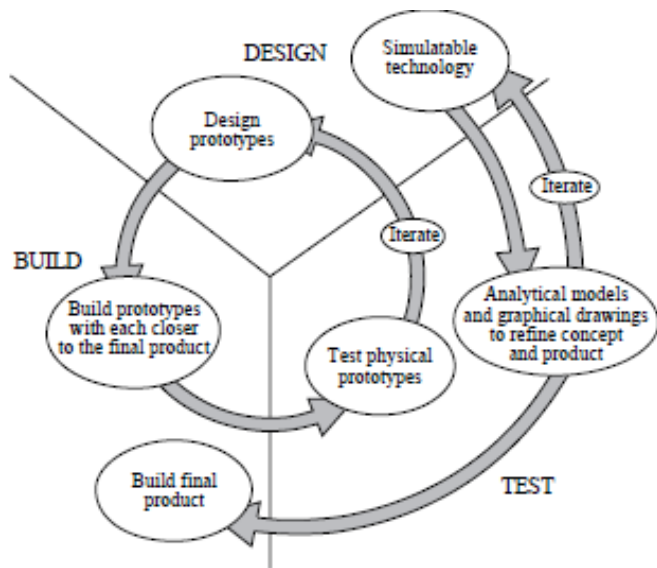 DESIGN
Simulatable
technology
Design
prototypes
Iterate
Iterate
BUILD
Build prototypes
with each closer
to the final product
Test physical
prototypes
Analytical models
and graphical drawings
to refine concept
and product
Build final
product
TEST